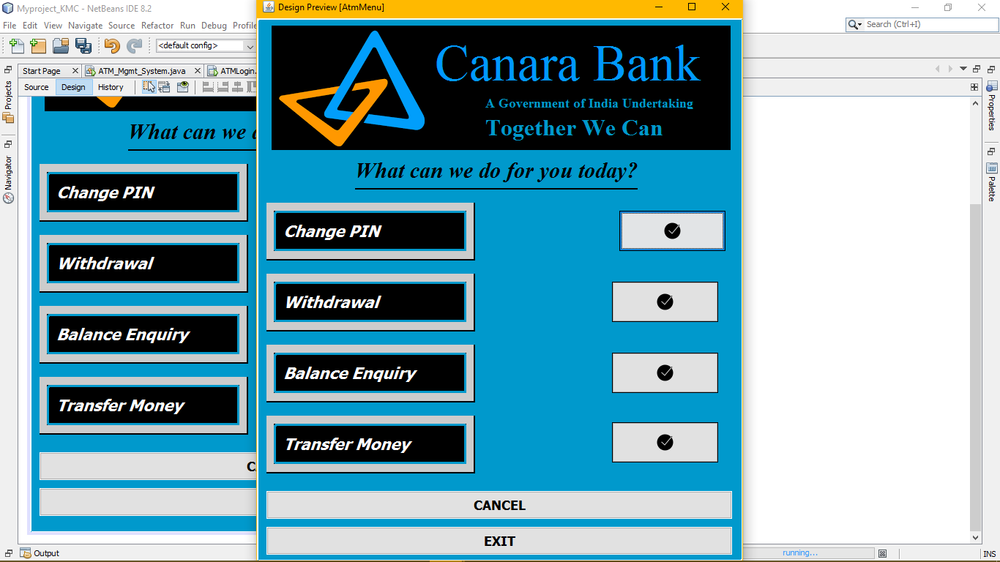 Myproject_KMC - NetBeans IDE 8.2
Design Preview [AtmMenu]
File Edit View Navigate Source Refactor Run Debug Profile
Search (Ctrl+I)
<default config>
Start Page
ATM_Mgmt_System.java
ATMLogin.
Source Design History
Projects
Navigator
Properties
Palette
What can we d
Change PIN
Withdrawal
Balance Enquiry
Transfer Money
Canara Bank
A Government of India Undertaking
Together We Can
What can we do for you today?
Change PIN
Withdrawal
Balance Enquiry
Transfer Money
CANCEL
EXIT
Output
running...
INS